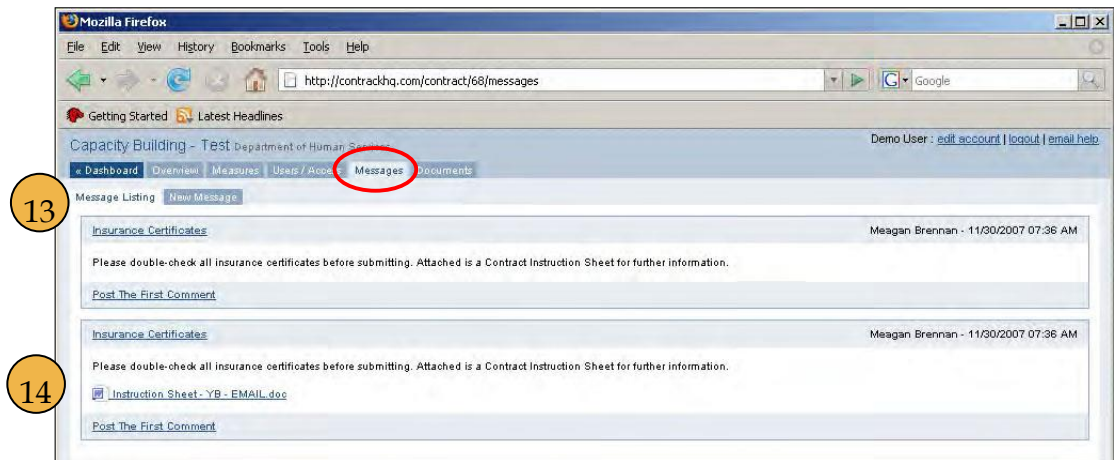 Mozilla Firefox
File Edit View History Bookmarks Tools Help
http://contrackhq.com/contract/68/messages
G Google
Getting Started Latest Headlines
Capacity Building - Test Department of Human Services
Demo User : edit account | logout | email help
« Dashboard Overview Measures Users / Access Messages Documents
13
Message Listing New Message
Insurance Certificates Meagan Brennan - 11/30/2007 07:36 AM
Please double-check all insurance certificates before submitting. Attached is a Contract Instruction Sheet for further information.
Post The First Comment
Insurance Certificates Meagan Brennan - 11/30/2007 07:36 AM
Please double-check all insurance certificates before submitting. Attached is a Contract Instruction Sheet for further information.
14
Instruction Sheet - YB - EMAIL.doc
Post The First Comment